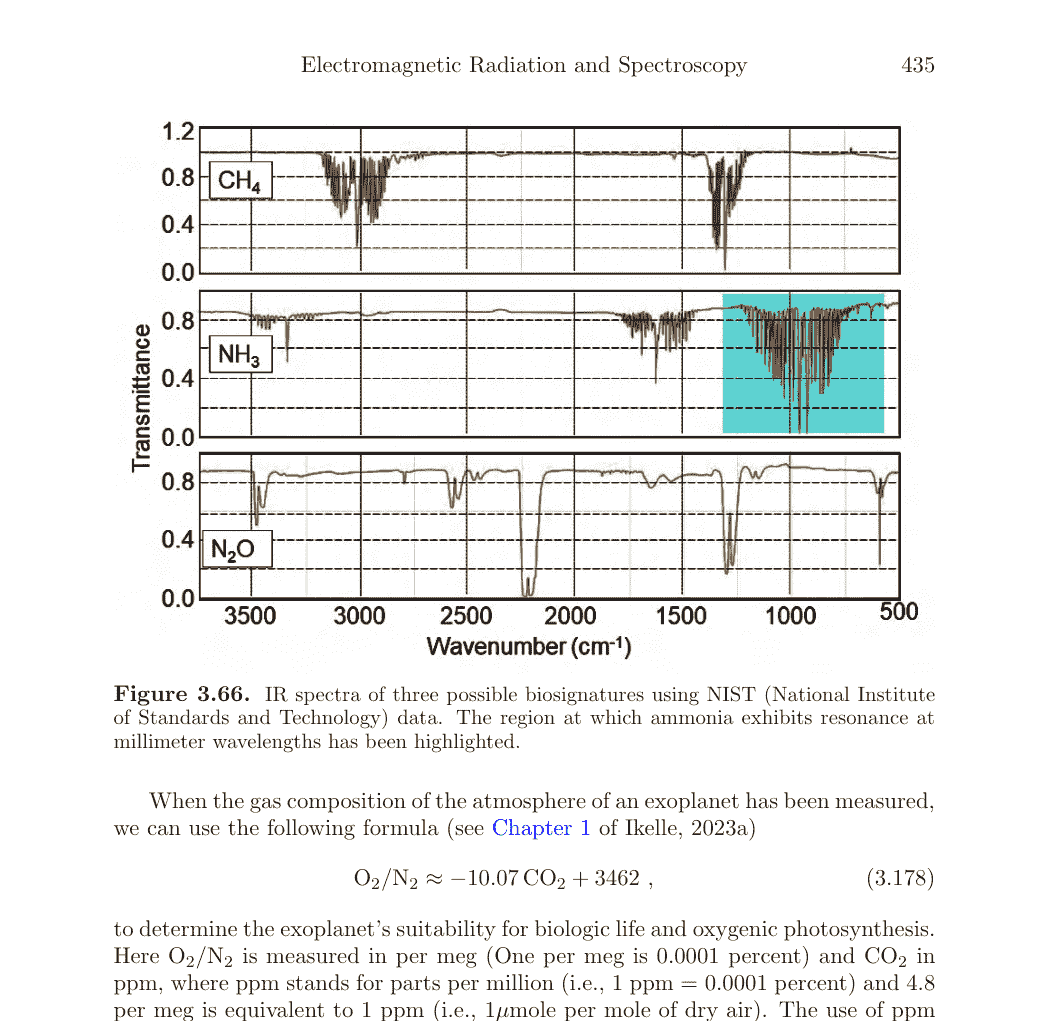 Electromagnetic Radiation and Spectroscopy 435
1.2
0.8
0.4
0.0
CH₄
0.8
0.4
0.0
NH₃
0.8
0.4
0.0
N₂O
Transmittance
3500 3000 2500 2000 1500 1000 500
Wavenumber (cm⁻¹)
Figure 3.66. IR spectra of three possible biosignatures using NIST (National Institute
of Standards and Technology) data. The region at which ammonia exhibits resonance at
millimeter wavelengths has been highlighted.
When the gas composition of the atmosphere of an exoplanet has been measured,
we can use the following formula (see Chapter 1 of Ikelle, 2023a)
O₂/N₂ ≈ −10.07 CO₂ + 3462 , (3.178)
to determine the exoplanet's suitability for biologic life and oxygenic photosynthesis.
Here O₂/N₂ is measured in per meg (One per meg is 0.0001 percent) and CO₂ in
ppm, where ppm stands for parts per million (i.e., 1 ppm = 0.0001 percent) and 4.8
per meg is equivalent to 1 ppm (i.e., 1μmole per mole of dry air). The use of ppm